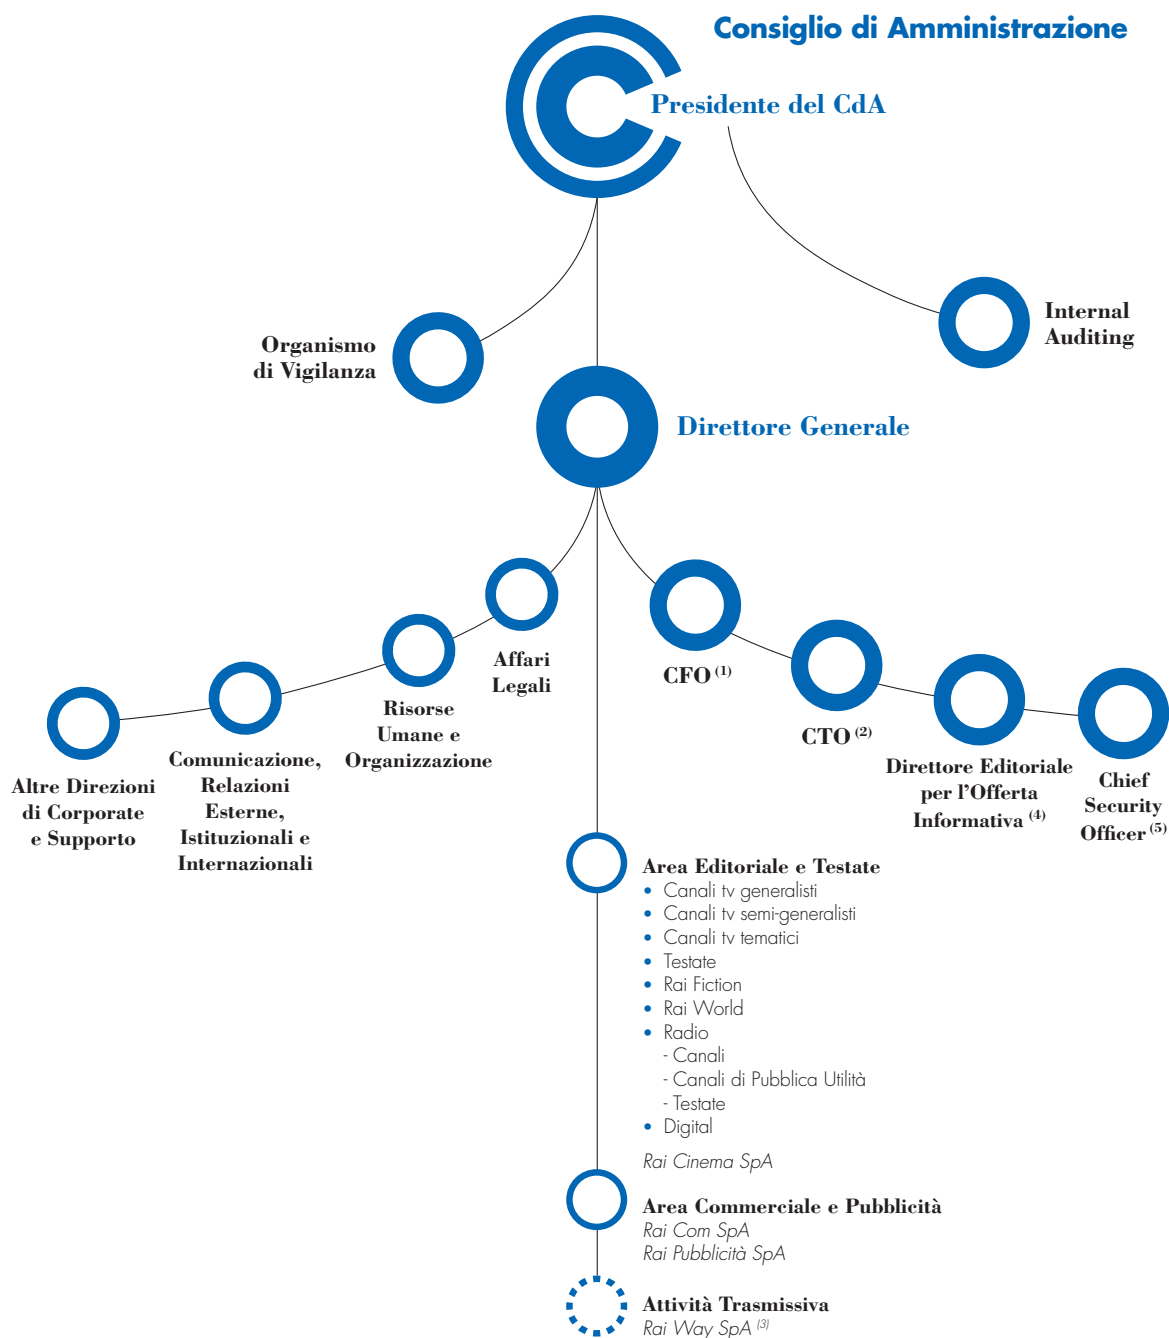 Consiglio di Amministrazione
Presidente del CdA
Organismo
di Vigilanza
Internal
Auditing
Direttore Generale
Affari
Legali
Risorse
Umane e
Organizzazione
Comunicazione,
Relazioni
Esterne,
Istituzionali e
Internazionali
Altre Direzioni
di Corporate
e Supporto
CFO (1)
CTO (2)
Direttore Editoriale
per l'Offerta
Informativa (4)
Chief
Security
Officer (5)
Area Editoriale e Testate
• Canali tv generalisti
• Canali tv semi-generalisti
• Canali tv tematici
• Testate
• Rai Fiction
• Rai World
• Radio
- Canali
- Canali di Pubblica Utilità
- Testate
• Digital
Rai Cinema SpA
Area Commerciale e Pubblicità
Rai Com SpA
Rai Pubblicità SpA
Attività Trasmissiva
Rai Way SpA (3)